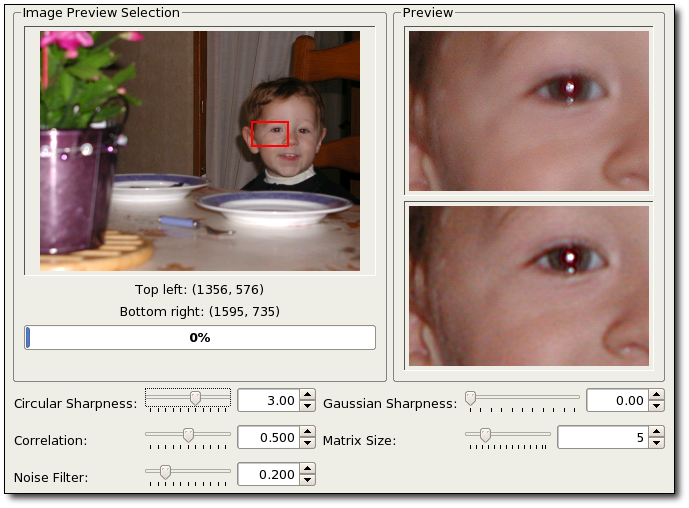 Image Preview Selection
Preview
Top left: (1356, 576)
Bottom right: (1595, 735)
0%
Circular Sharpness: 3.00 Gaussian Sharpness: 0.00
Correlation: 0.500 Matrix Size: 5
Noise Filter: 0.200